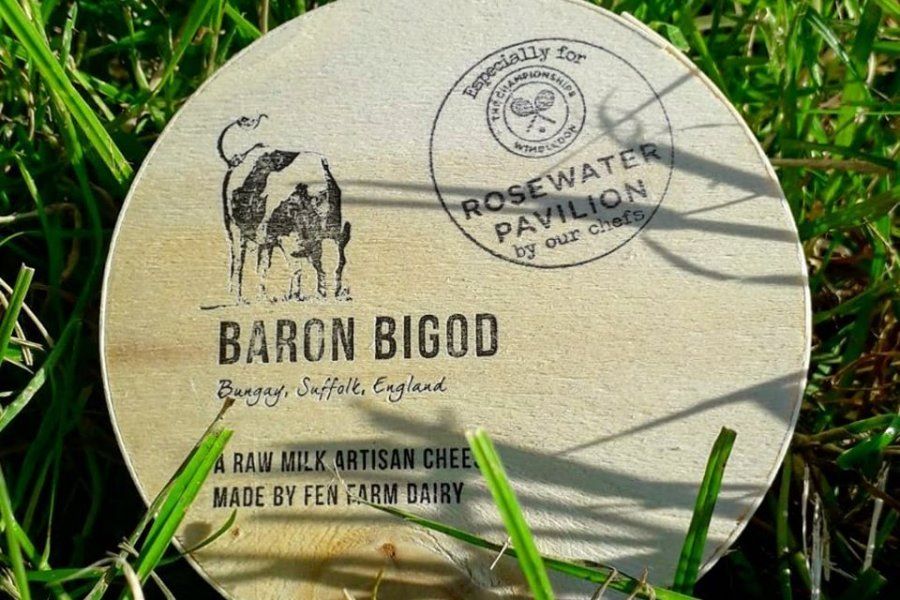 Especially for
THE CHAMPIONSHIPS
WIMBLEDON
ROSEWATER
PAVILION
by our chefs
BARON BIGOD
Bungay, Suffolk, England
A RAW MILK ARTISAN CHEES
MADE BY FEN FARM DAIRY